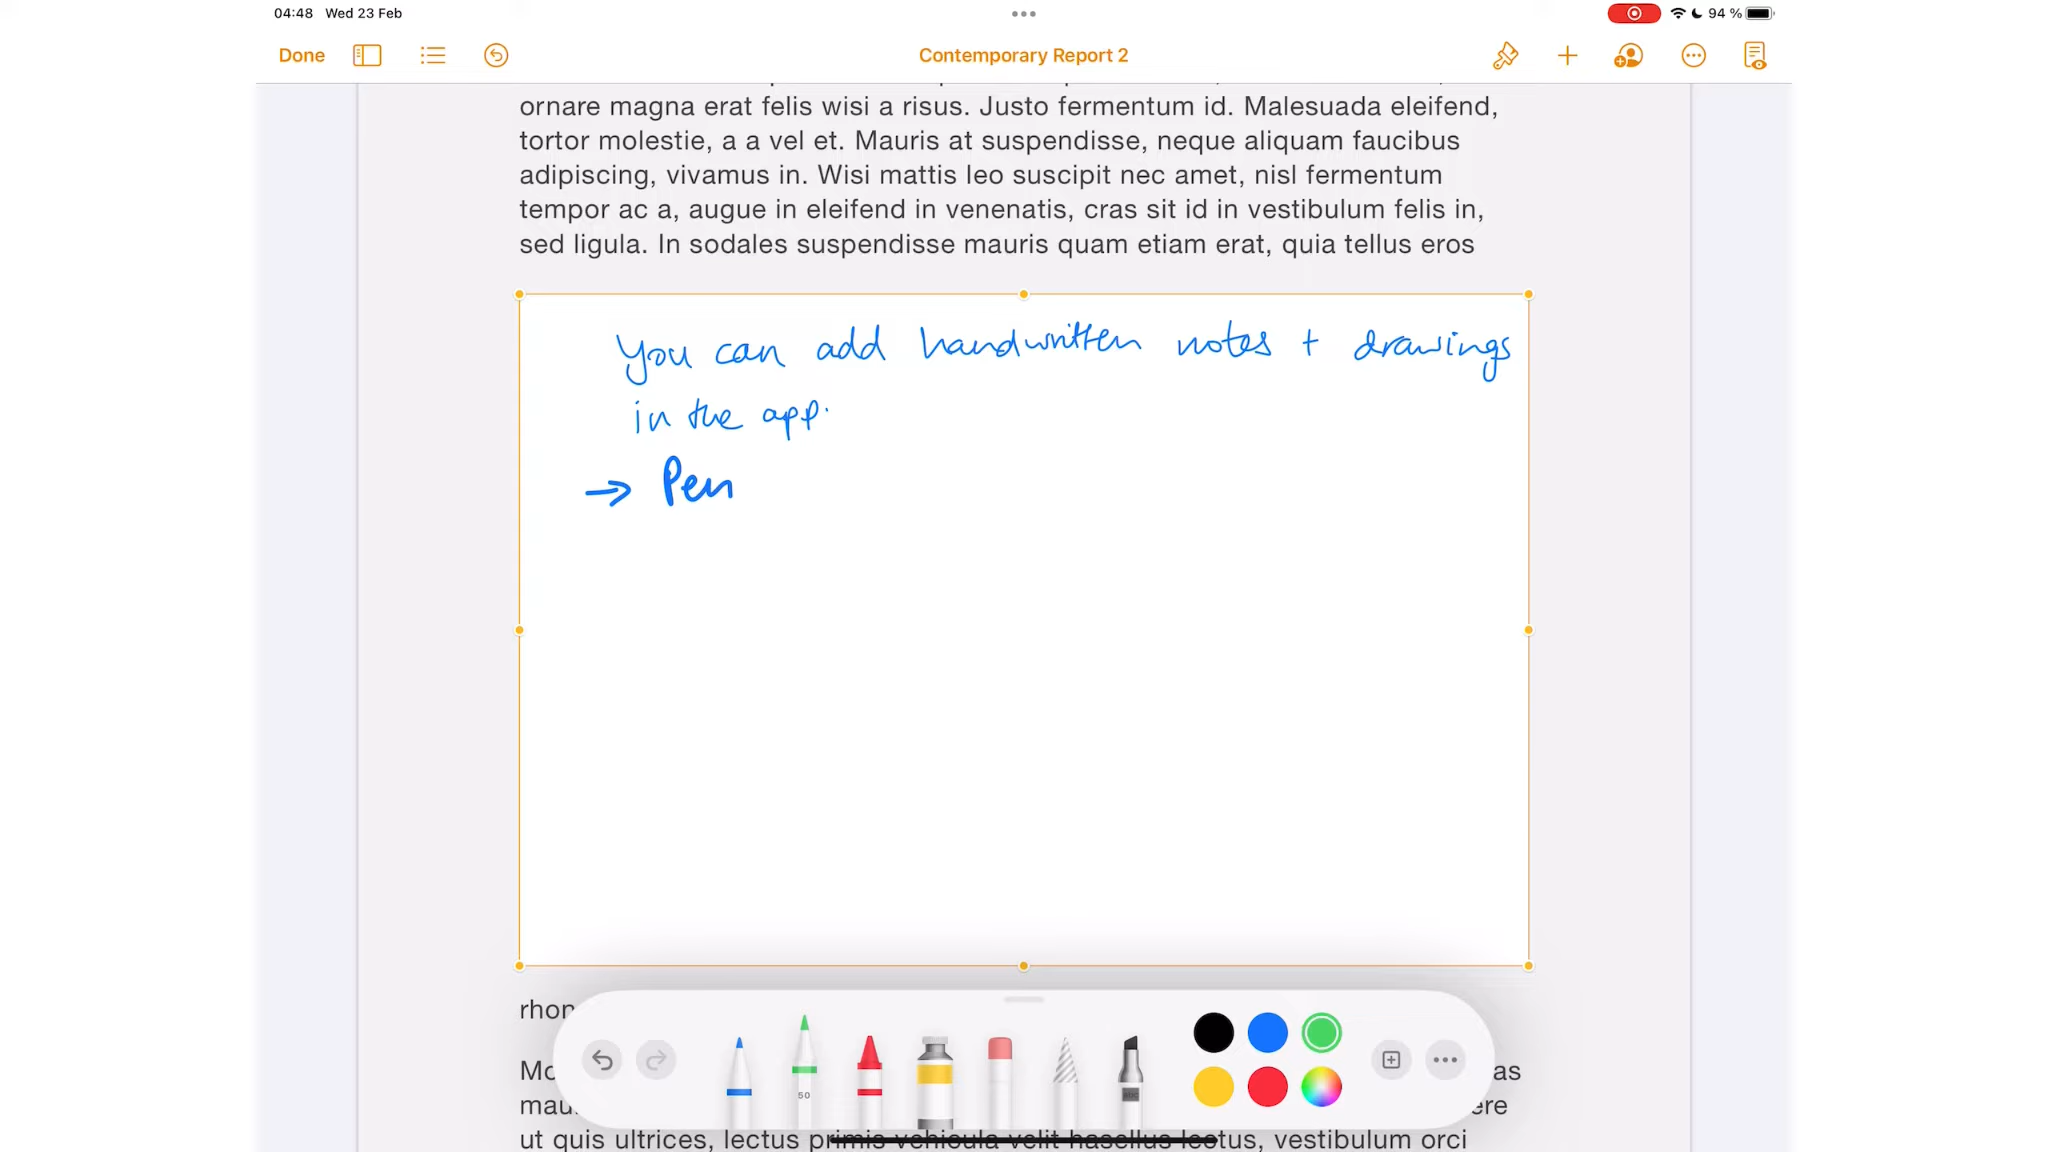 04:48 Wed 23 Feb 94 %
Done Contemporary Report 2
ornare magna erat felis wisi a risus. Justo fermentum id. Malesuada eleifend,
tortor molestie, a a vel et. Mauris at suspendisse, neque aliquam faucibus
adipiscing, vivamus in. Wisi mattis leo suscipit nec amet, nisl fermentum
tempor ac a, augue in eleifend in venenatis, cras sit id in vestibulum felis in,
sed ligula. In sodales suspendisse mauris quam etiam erat, quia tellus eros
You can add handwritten notes + drawings
in the app.
→ Pen
rhon
50
abc
Mo as
mau ere
ut quis ultrices, lectus primis vehicula velit hasellus lectus, vestibulum orci